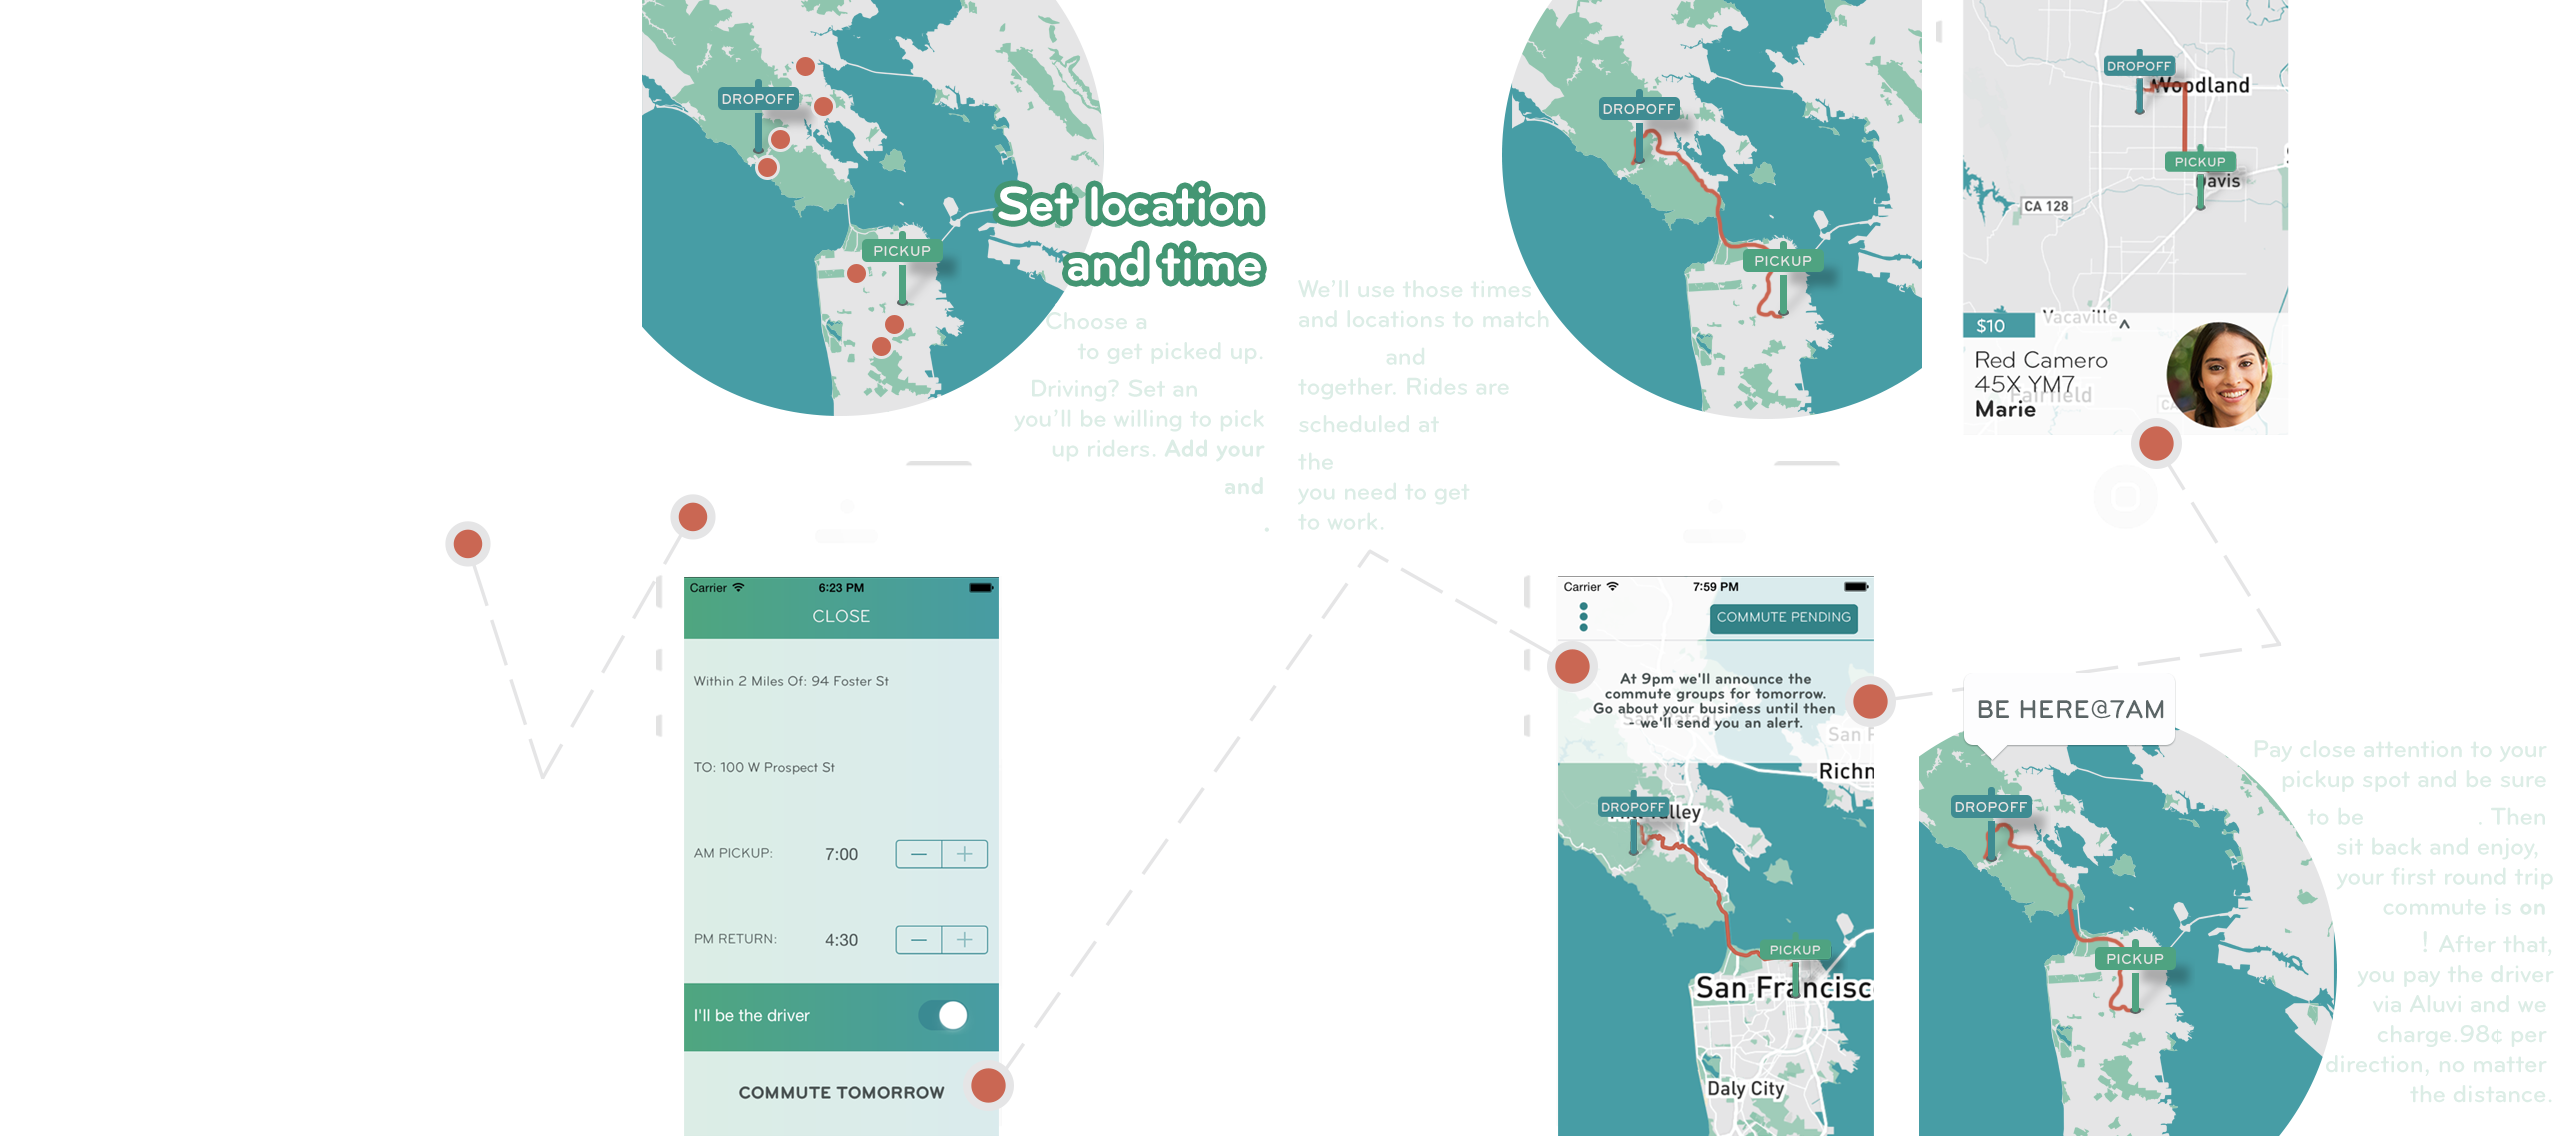 DROPOFF
PICKUP
Set location
and time
Choose a
to get picked up.
Driving? Set an
you'll be willing to pick
up riders. Add your
and
.
We'll use those times
and locations to match
and
together. Rides are
scheduled at
the
you need to get
to work.
DROPOFF
PICKUP
DROPOFF
Woodland
PICKUP
Davis
CA 128
Vacaville
$10
Red Camero
45X YM7
Fairfield
Marie
Carrier
6:23 PM
CLOSE
Within 2 Miles Of: 94 Foster St
TO: 100 W Prospect St
AM PICKUP: 7:00 − +
PM RETURN: 4:30 − +
I'll be the driver
COMMUTE TOMORROW
Carrier
7:59 PM
COMMUTE PENDING
At 9pm we'll announce the
commute groups for tomorrow.
Go about your business until then
- we'll send you an alert.
San Rafael
San F
Richn
DROPOFF
PICKUP
San Francisc
Daly City
BE HERE@7AM
DROPOFF
PICKUP
Pay close attention to your
pickup spot and be sure
to be . Then
sit back and enjoy,
your first round trip
commute is on
! After that,
you pay the driver
via Aluvi and we
charge.98¢ per
direction, no matter
the distance.